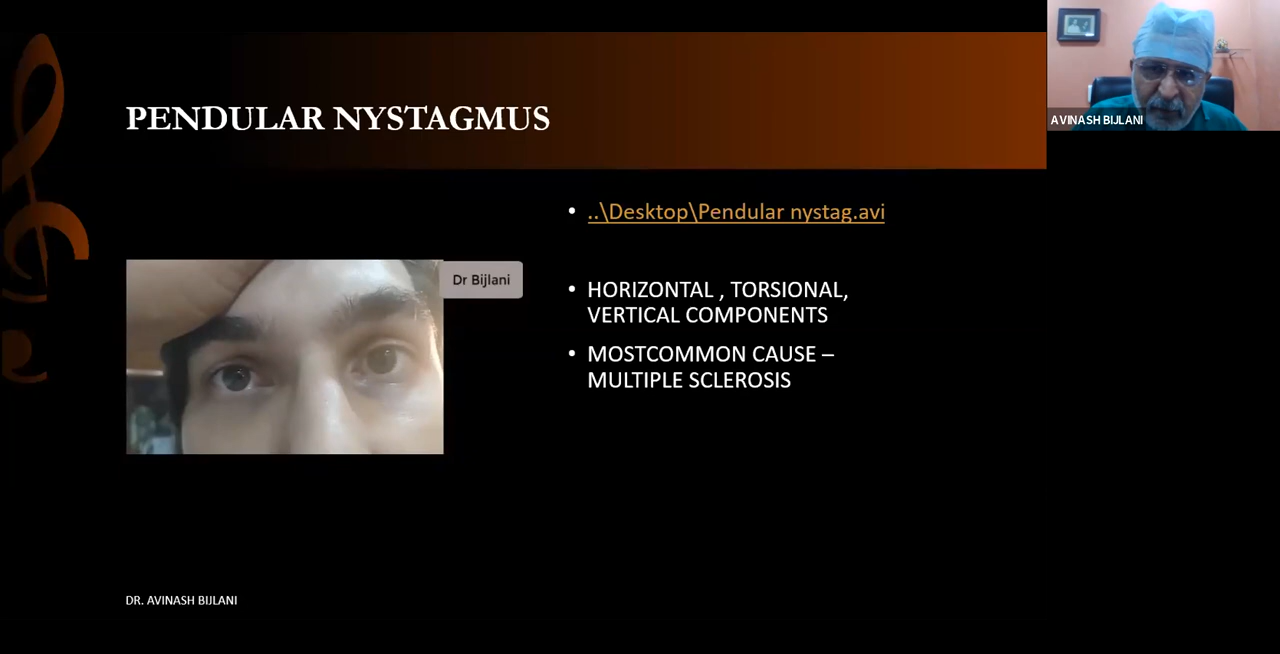 PENDULAR NYSTAGMUS
AVINASH BIJLANI
• ..\Desktop\Pendular nystag.avi
Dr Bijlani
• HORIZONTAL , TORSIONAL,
VERTICAL COMPONENTS
• MOSTCOMMON CAUSE –
MULTIPLE SCLEROSIS
DR. AVINASH BIJLANI